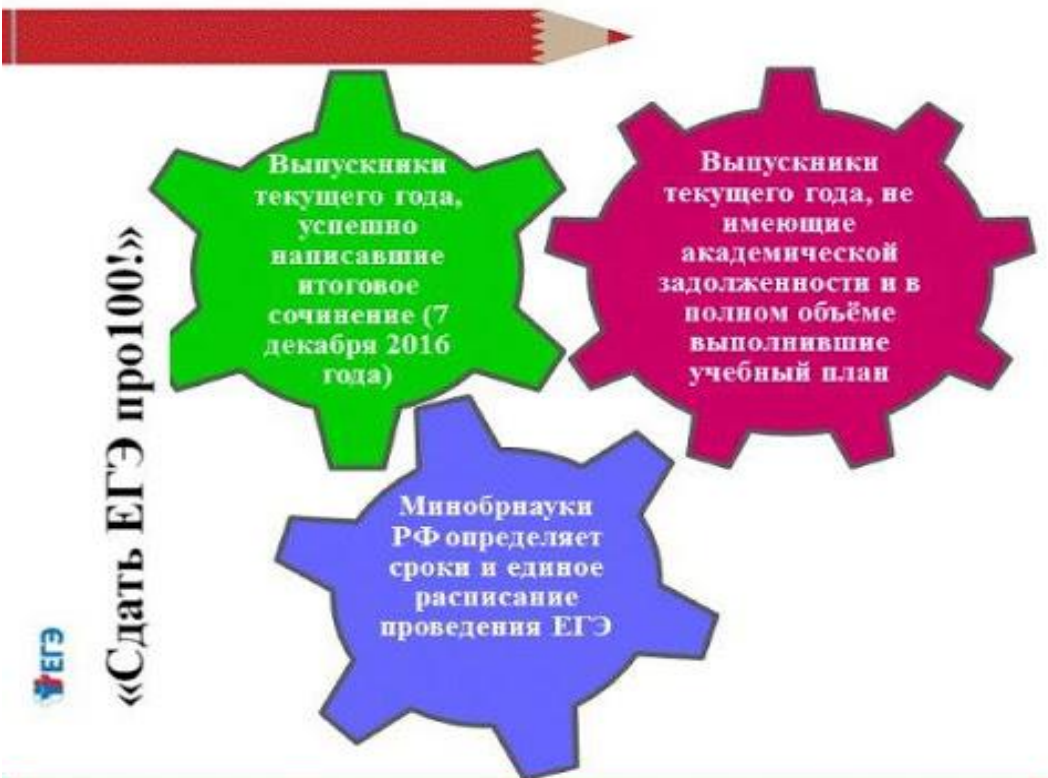 «Сдать ЕГЭ про100!»
ЕГЭ
Выпускники
текущего года,
успешно
написавшие
итоговое
сочинение (7
декабря 2016
года)
Выпускники
текущего года, не
имеющие
академической
задолженности и в
полном объёме
выполнившие
учебный план
Минобрнауки
РФ определяет
сроки и единое
расписание
проведения ЕГЭ